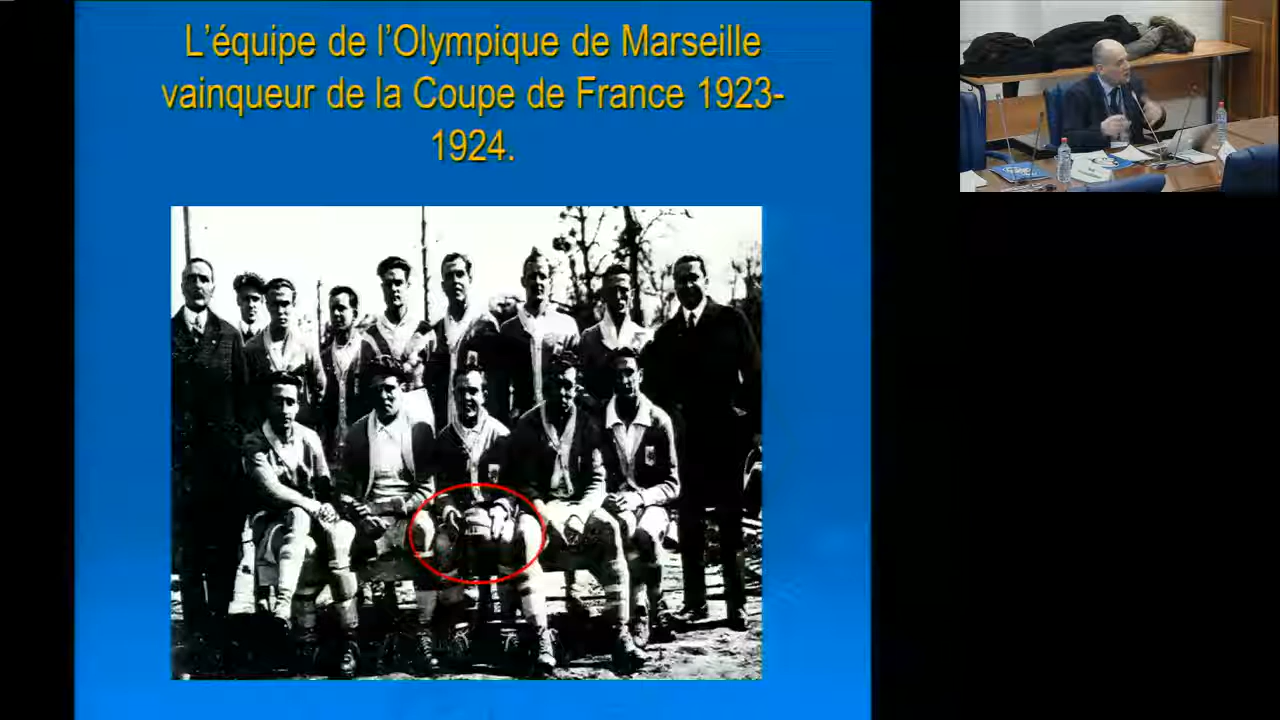 L'équipe de l'Olympique de Marseille
vainqueur de la Coupe de France 1923-
1924.